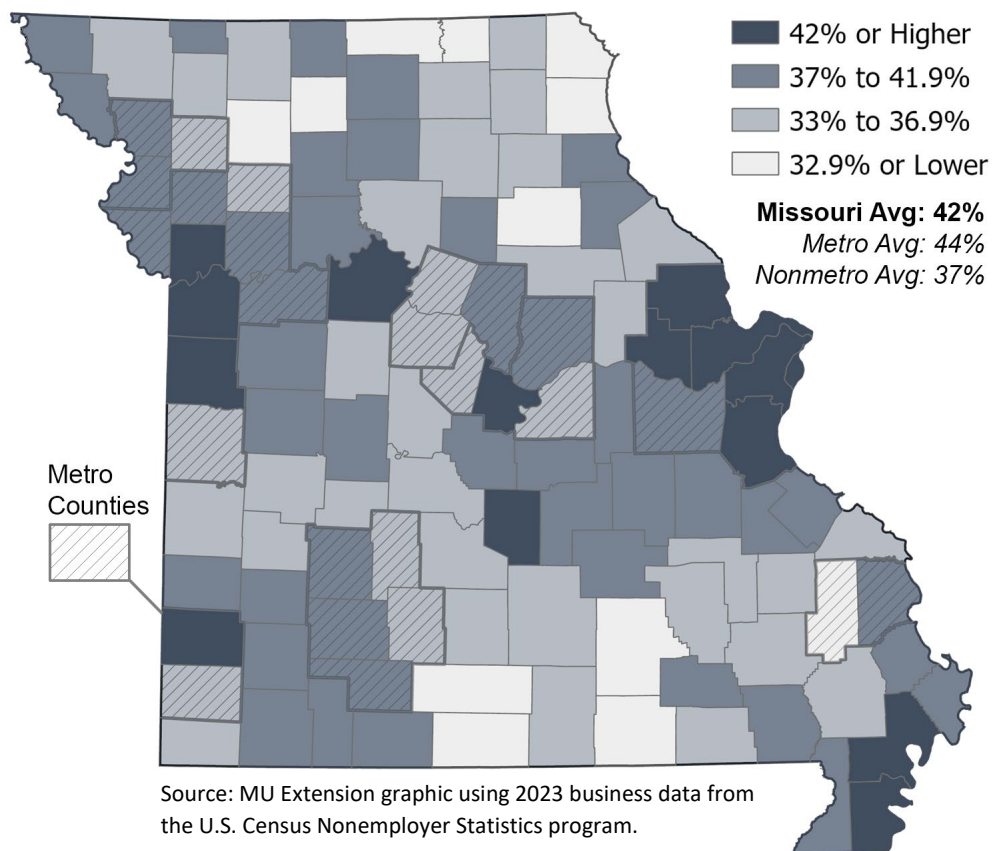 42% or Higher
37% to 41.9%
33% to 36.9%
32.9% or Lower
Missouri Avg: 42%
Metro Avg: 44%
Nonmetro Avg: 37%
Metro
Counties
Source: MU Extension graphic using 2023 business data from
the U.S. Census Nonemployer Statistics program.